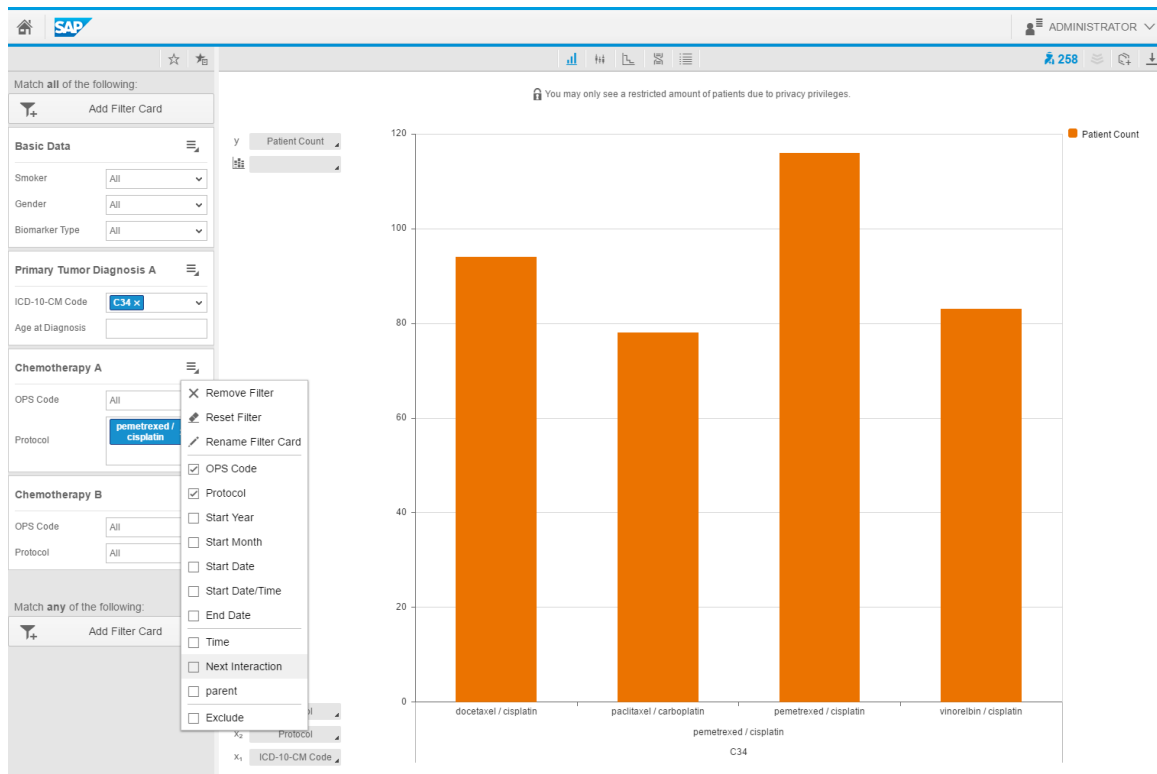 SAP
ADMINISTRATOR
258
Match all of the following:
Add Filter Card
You may only see a restricted amount of patients due to privacy privileges.
Basic Data
Smoker All
Gender All
Biomarker Type All
Primary Tumor Diagnosis A
ICD-10-CM Code C34 ×
Age at Diagnosis
Chemotherapy A
OPS Code All
Protocol
pemetrexed /
cisplatin
Chemotherapy B
OPS Code All
Protocol All
Match any of the following:
Add Filter Card
Remove Filter
Reset Filter
Rename Filter Card
OPS Code
Protocol
Start Year
Start Month
Start Date
Start Date/Time
End Date
Time
Next Interaction
parent
Exclude
y Patient Count
x₂ Protocol
x₁ ICD-10-CM Code
120
100
80
60
40
20
0
docetaxel / cisplatin
paclitaxel / carboplatin
pemetrexed / cisplatin
vinorelbin / cisplatin
pemetrexed / cisplatin
C34
Patient Count